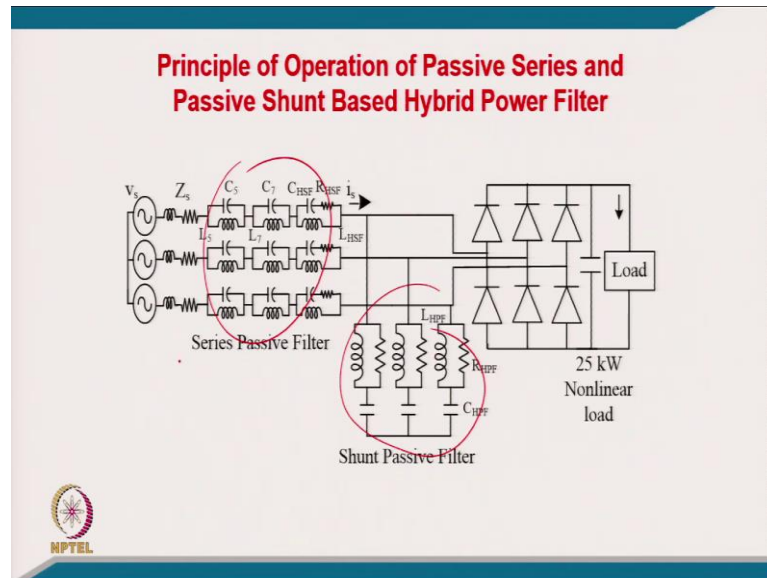 Principle of Operation of Passive Series and
Passive Shunt Based Hybrid Power Filter
vs Zs C5 C7 CHSF RHSF is
L5 L7 LHSF
Load
Series Passive Filter
LHPF
RHPF
25 kW
CHPF
Nonlinear
load
Shunt Passive Filter
NPTEL